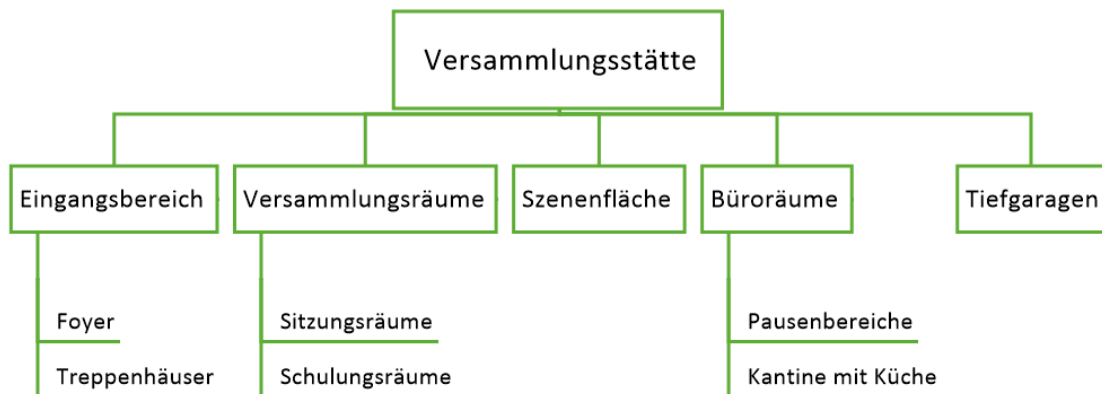 Versammlungsstätte
Eingangsbereich
Versammlungsräume
Szenenfläche
Büroräume
Tiefgaragen
Foyer
Sitzungsräume
Pausenbereiche
Treppenhäuser
Schulungsräume
Kantine mit Küche